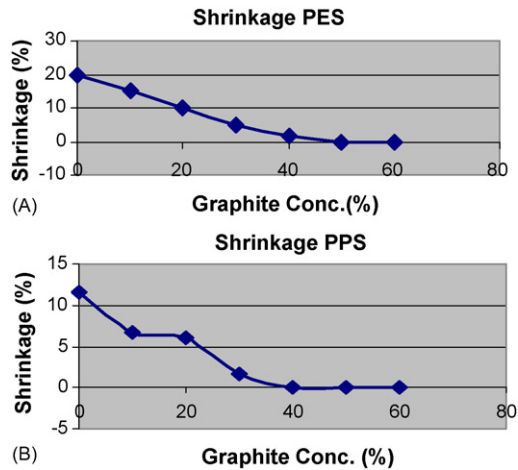 Shrinkage PES
Shrinkage (%)
30
20
10
0
-10
0
20
40
60
80
Graphite Conc.(%)
(A)
Shrinkage PPS
Shrinkage (%)
15
10
5
0
-5
0
20
40
60
80
Graphite Conc. (%)
(B)